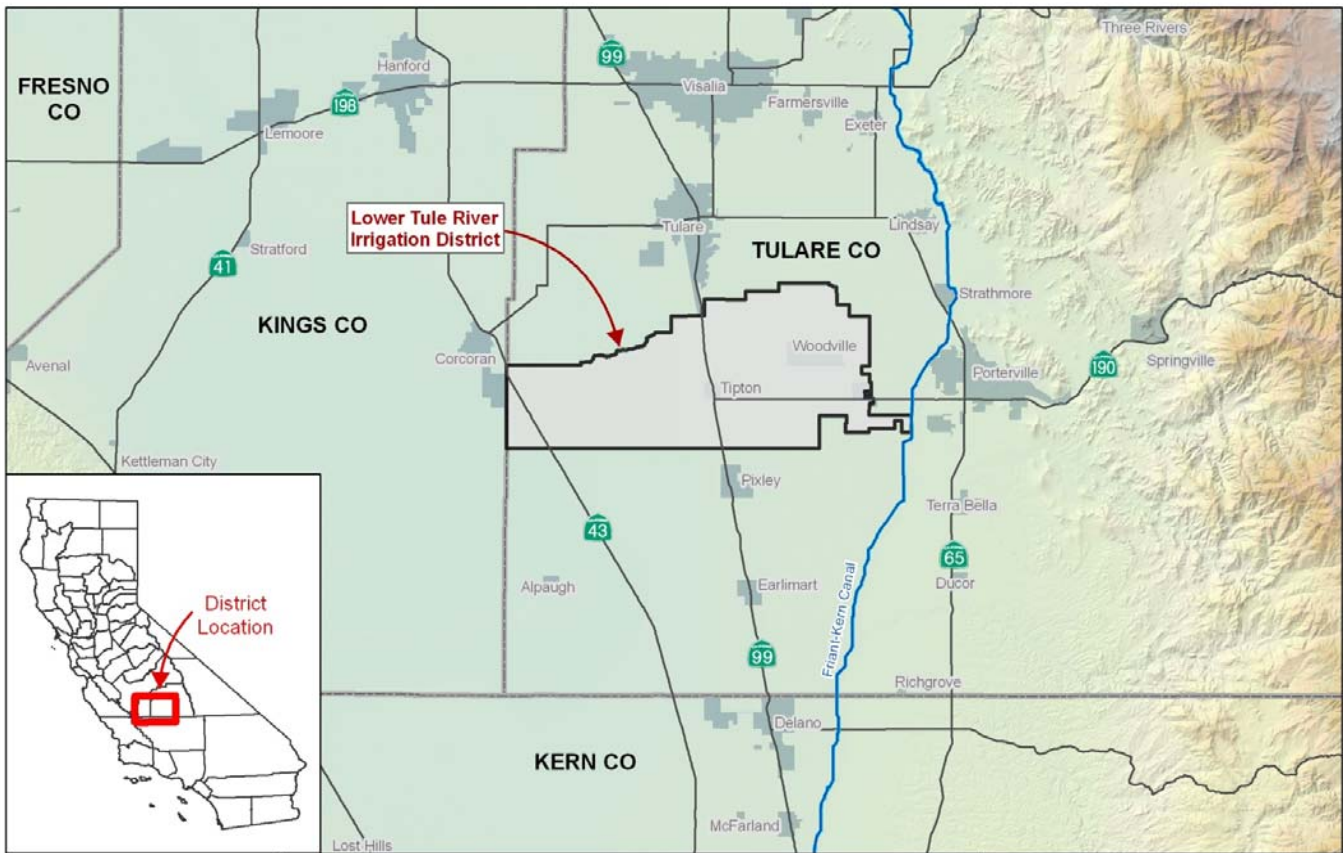 Three Rivers
99
Hanford
FRESNO
CO
Visalia
198
Farmersville
Lemoore
Exeter
Lower Tule River
Irrigation District
Tulare
Lindsay
Stratford
TULARE CO
41
Strathmore
KINGS CO
Corcoran
Woodville
Springville
Avenal
190
Porterville
Tipton
Kettleman City
Pixley
Terra Bella
43
65
Alpaugh
Earlimart
Ducor
District
Location
Friant-Kern Canal
99
Richgrove
Delano
KERN CO
McFarland
Lost Hills